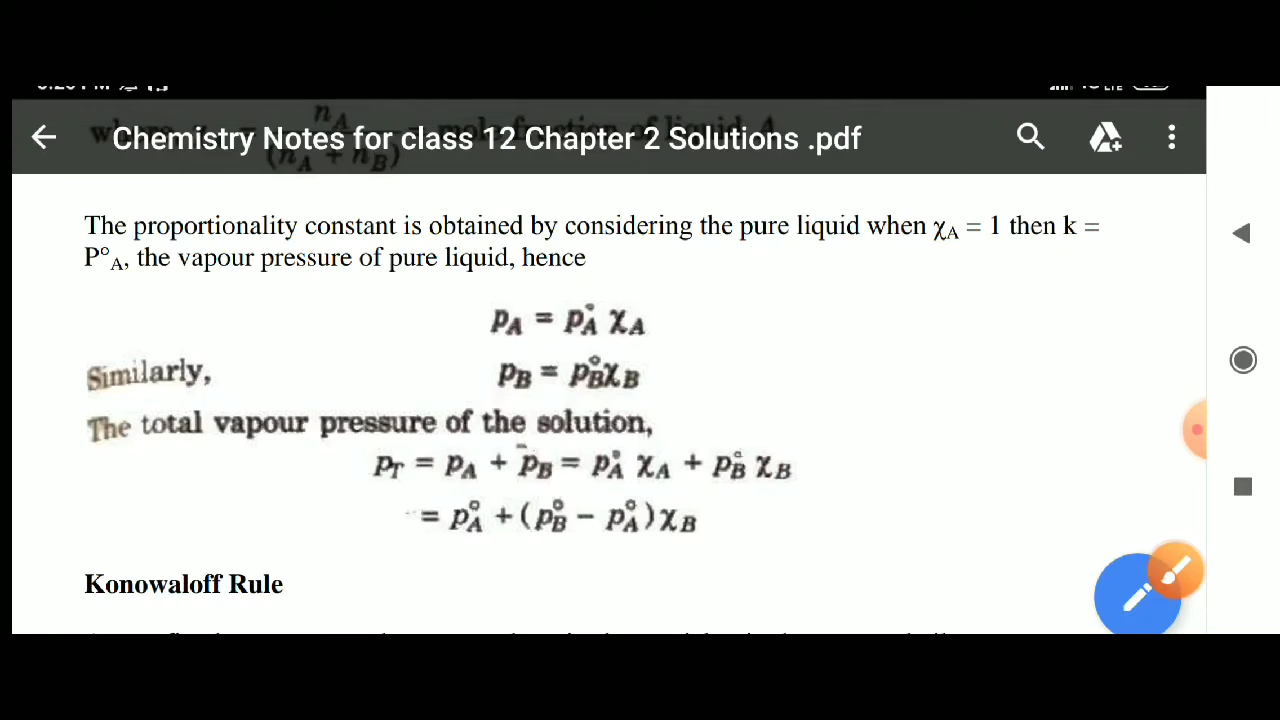 Chemistry Notes for class 12 Chapter 2 Solutions .pdf
The proportionality constant is obtained by considering the pure liquid when χA = 1 then k =
P°A, the vapour pressure of pure liquid, hence
pA = p°A χA
Similarly, pB = p°B χB
The total vapour pressure of the solution,
pT = pA + pB = p°A χA + p°B χB
= p°A + (p°B − p°A) χB
Konowaloff Rule